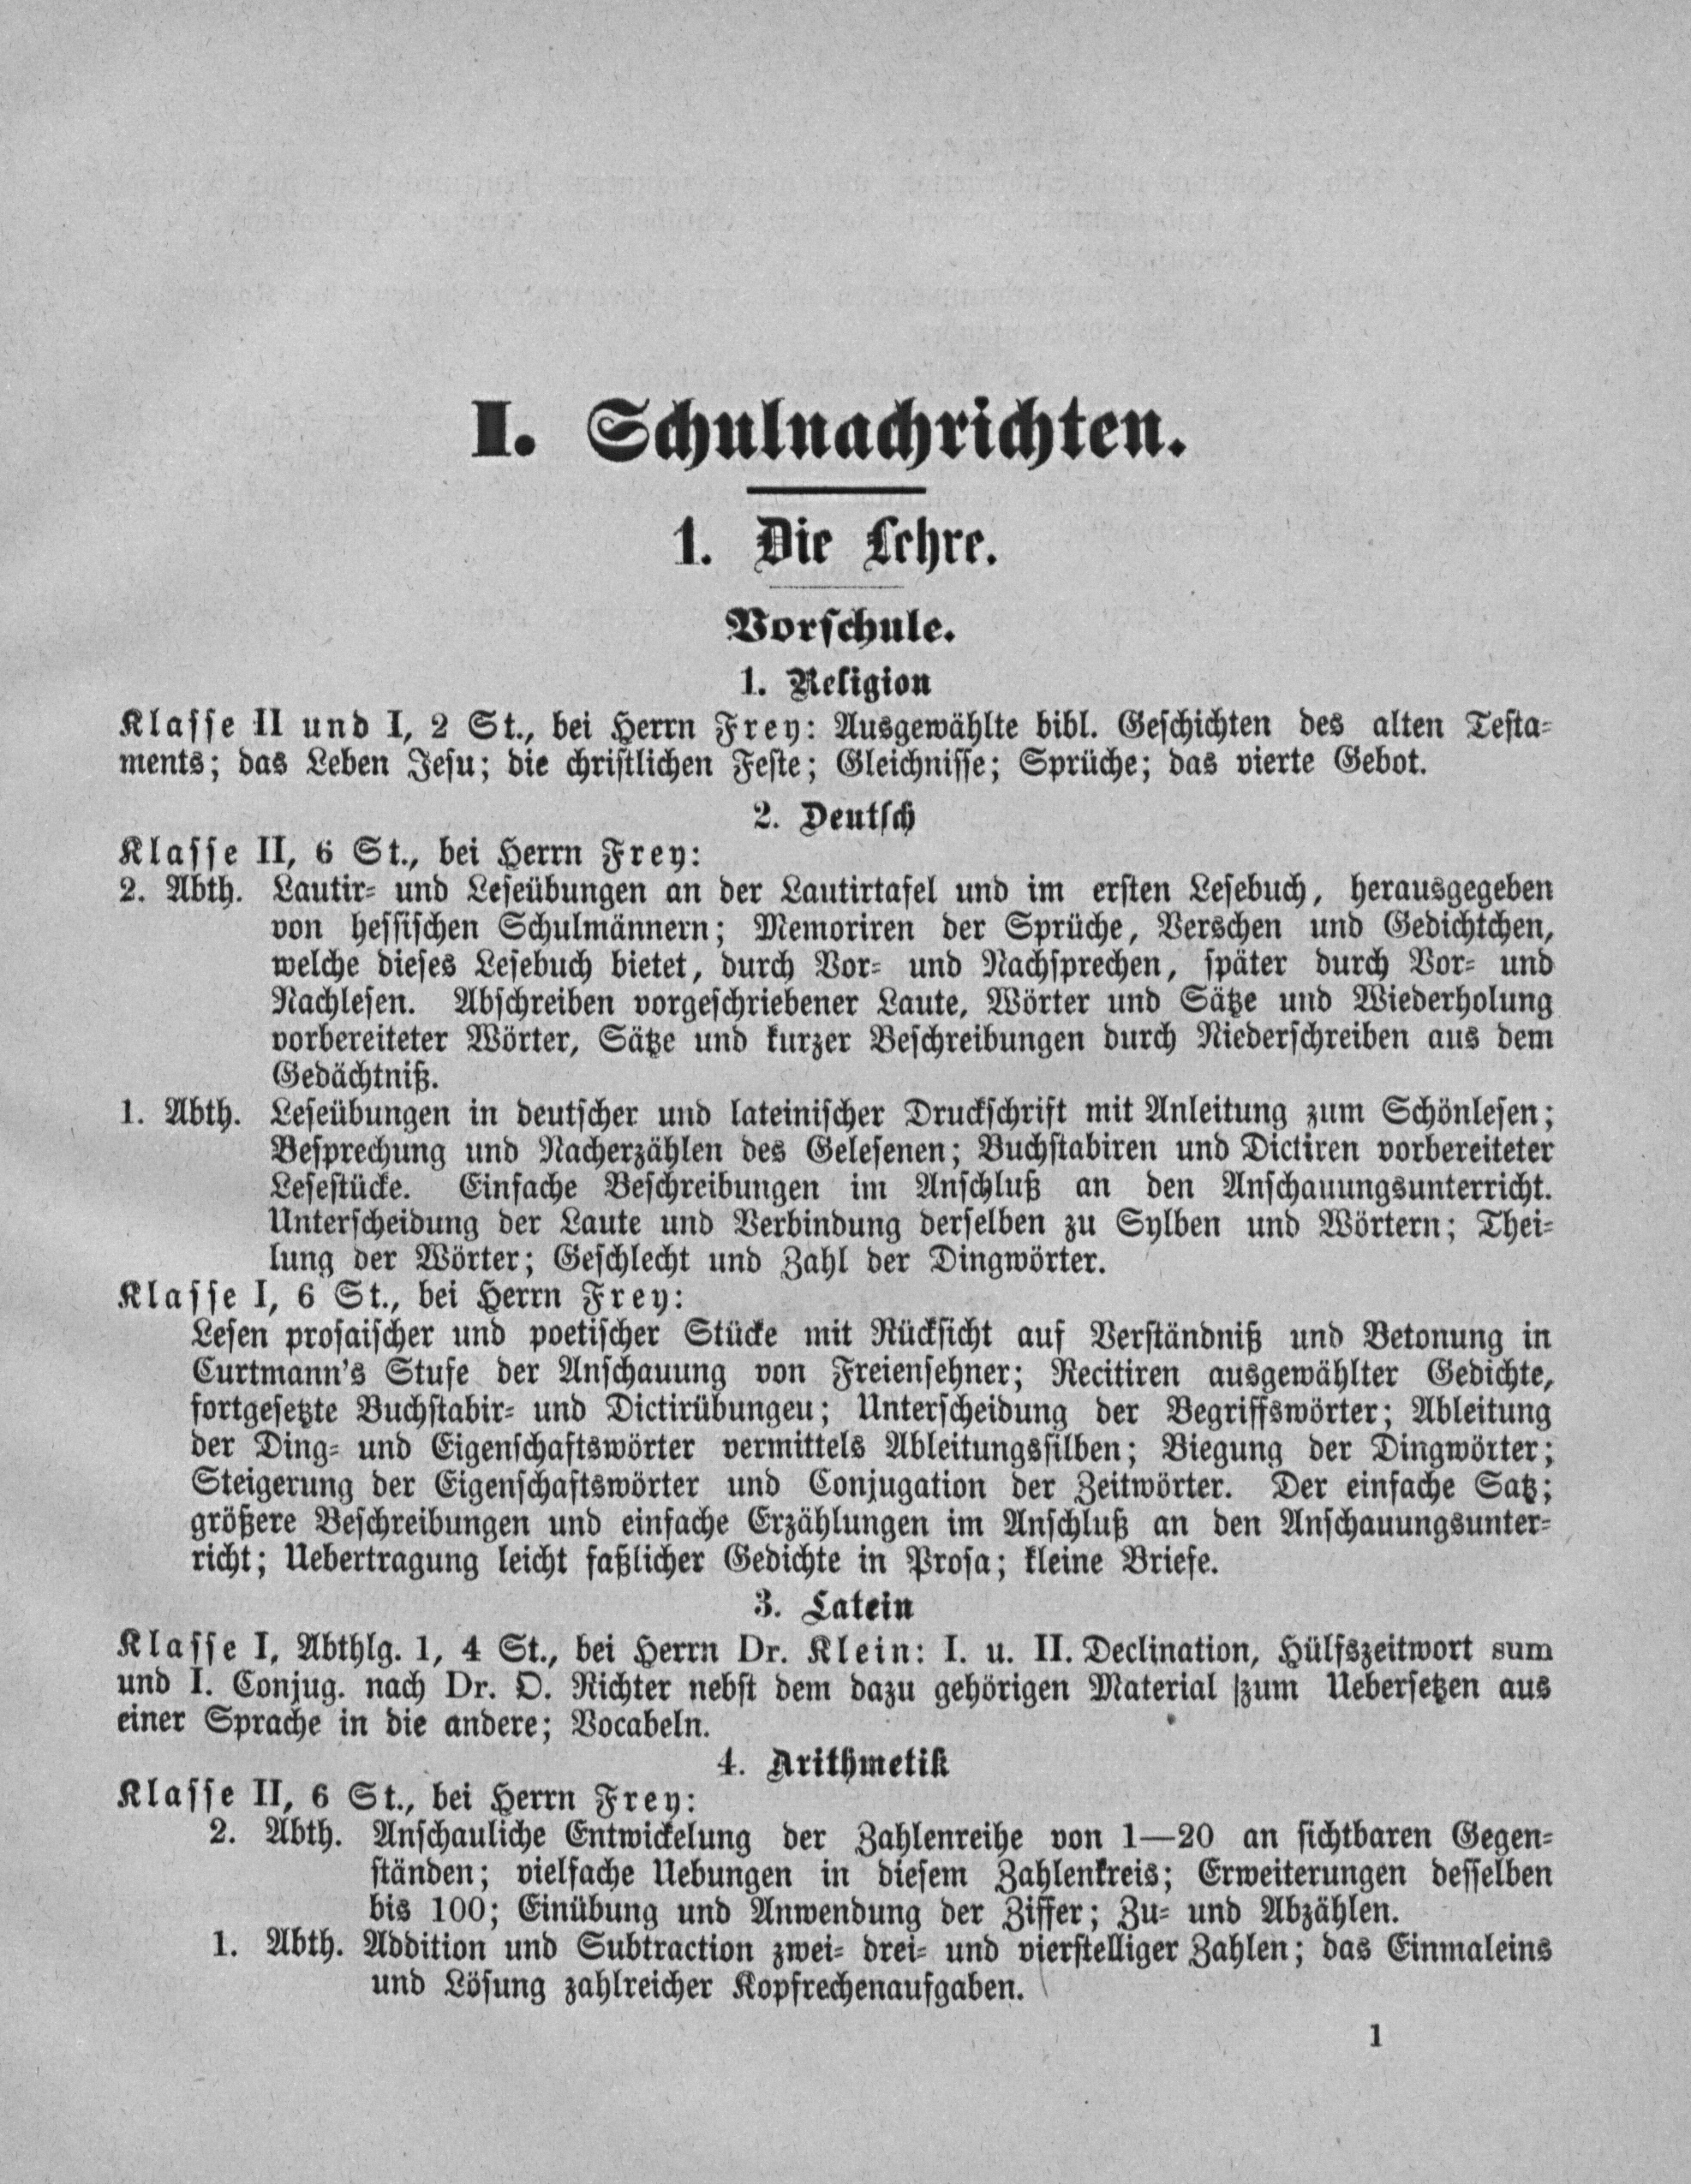 I. Schulnachrichten.
1. Die Lehre.
Vorschule.
1. Religion
Klasse II und I, 2 St., bei Herrn Frey: Ausgewählte bibl. Geschichten des alten Testa-
ments; das Leben Jesu; die christlichen Feste; Gleichnisse; Sprüche; das vierte Gebot.
2. Deutsch
Klasse II, 6 St., bei Herrn Frey:
2. Abth. Lautir- und Leseübungen an der Lautirtafel und im ersten Lesebuch, herausgegeben
von hessischen Schulmännern; Memoriren der Sprüche, Verschen und Gedichtchen,
welche dieses Lesebuch bietet, durch Vor- und Nachsprechen, später durch Vor- und
Nachlesen. Abschreiben vorgeschriebener Laute, Wörter und Sätze und Wiederholung
vorbereiteter Wörter, Sätze und kurzer Beschreibungen durch Niederschreiben aus dem
Gedächtniß.
1. Abth. Leseübungen in deutscher und lateinischer Druckschrift mit Anleitung zum Schönlesen;
Besprechung und Nacherzählen des Gelesenen; Buchstabiren und Dictiren vorbereiteter
Lesestücke. Einfache Beschreibungen im Anschluß an den Anschauungsunterricht.
Unterscheidung der Laute und Verbindung derselben zu Sylben und Wörtern; Thei-
lung der Wörter; Geschlecht und Zahl der Dingwörter.
Klasse I, 6 St., bei Herrn Frey:
Lesen prosaischer und poetischer Stücke mit Rücksicht auf Verständniß und Betonung in
Curtmann's Stufe der Anschauung von Freiensehner; Recitiren ausgewählter Gedichte,
fortgesetzte Buchstabir- und Dictirübungeu; Unterscheidung der Begriffswörter; Ableitung
der Ding- und Eigenschaftswörter vermittels Ableitungssilben; Biegung der Dingwörter;
Steigerung der Eigenschaftswörter und Conjugation der Zeitwörter. Der einfache Satz;
größere Beschreibungen und einfache Erzählungen im Anschluß an den Anschauungsunter-
richt; Uebertragung leicht faßlicher Gedichte in Prosa; kleine Briefe.
3. Latein
Klasse I, Abthlg. 1, 4 St., bei Herrn Dr. Klein: I. u. II. Declination, Hülfszeitwort sum
und I. Conjug. nach Dr. O. Richter nebst dem dazu gehörigen Material zum Uebersetzen aus
einer Sprache in die andere; Vocabeln.
4. Arithmetik
Klasse II, 6 St., bei Herrn Frey:
2. Abth. Anschauliche Entwickelung der Zahlenreihe von 1—20 an sichtbaren Gegen-
ständen; vielfache Uebungen in diesem Zahlenkreis; Erweiterungen desselben
bis 100; Einübung und Anwendung der Ziffer; Zu- und Abzählen.
1. Abth. Addition und Subtraction zwei- drei- und vierstelliger Zahlen; das Einmaleins
und Lösung zahlreicher Kopfrechenaufgaben.
1